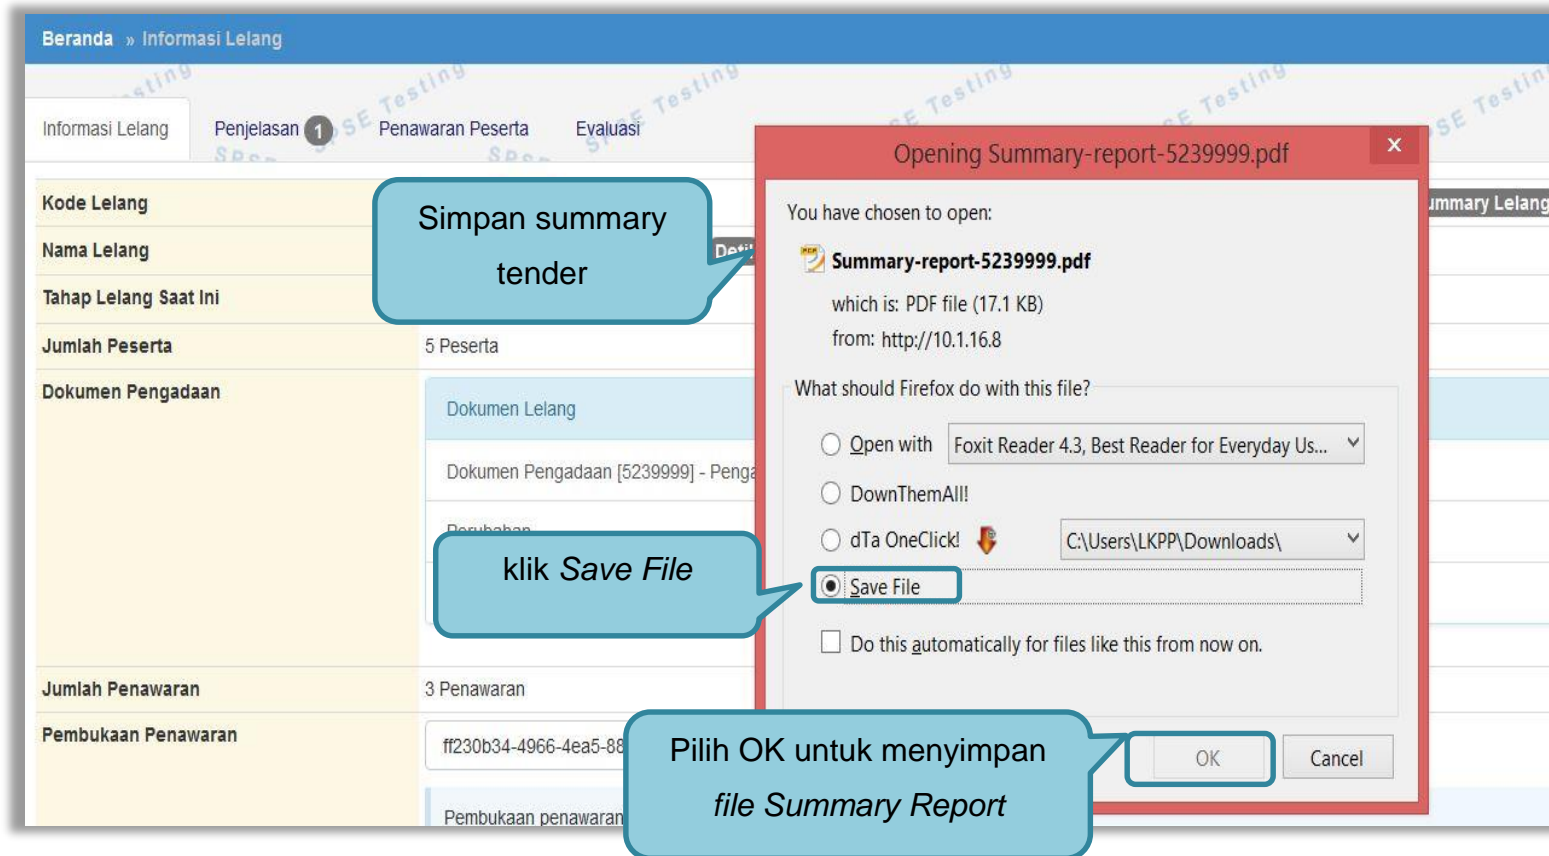 Beranda » Informasi Lelang
SPSE Testing
Informasi Lelang Penjelasan 1 Penawaran Peserta Evaluasi
Opening Summary-report-5239999.pdf x
Kode Lelang
Nama Lelang
Tahap Lelang Saat Ini
Jumlah Peserta 5 Peserta
Dokumen Pengadaan
Dokumen Lelang
Dokumen Pengadaan [5239999] - Penga
Perubahan
Jumlah Penawaran 3 Penawaran
Pembukaan Penawaran
ff230b34-4966-4ea5-88
Pembukaan penawaran
Simpan summary
tender
Detil
ummary Lelang
You have chosen to open:
Summary-report-5239999.pdf
which is: PDF file (17.1 KB)
from: http://10.1.16.8
What should Firefox do with this file?
Open with Foxit Reader 4.3, Best Reader for Everyday Us...
DownThemAll!
dTa OneClick! C:\Users\LKPP\Downloads\
klik Save File
Save File
Do this automatically for files like this from now on.
Pilih OK untuk menyimpan
file Summary Report
OK Cancel